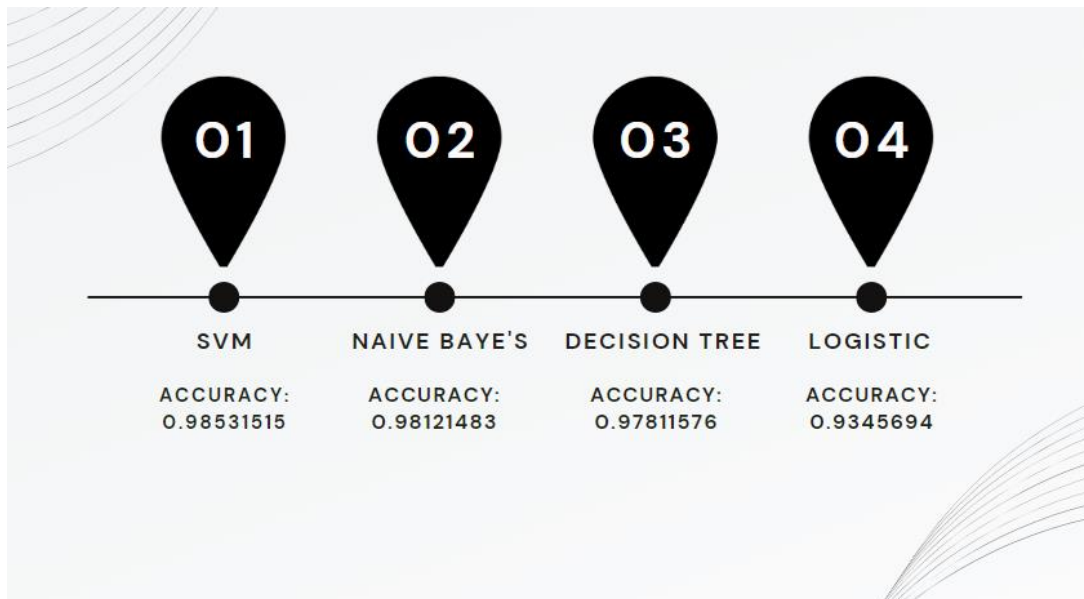 01
02
03
04
SVM
NAIVE BAYE'S
DECISION TREE
LOGISTIC
ACCURACY:
0.98531515
ACCURACY:
0.98121483
ACCURACY:
0.97811576
ACCURACY:
0.9345694